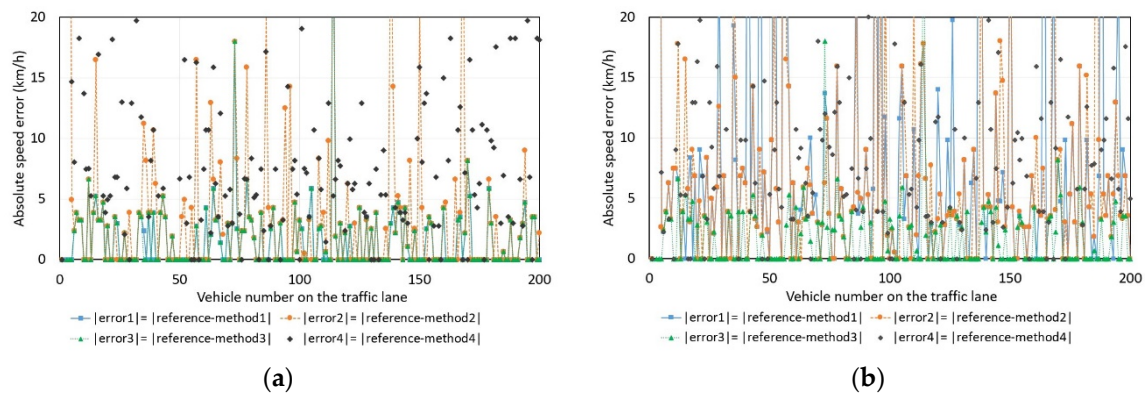 20
15
10
5
0
Absolute speed error (km/h)
0 50 100 150 200
Vehicle number on the traffic lane
|error1|= |reference-method1| |error2|= |reference-method2|
|error3|= |reference-method3| |error4|= |reference-method4|
(a)
20
15
10
5
0
Absolute speed error (km/h)
0 50 100 150 200
Vehicle number on the traffic lane
|error1|= |reference-method1| |error2|= |reference-method2|
|error3|= |reference-method3| |error4|= |reference-method4|
(b)